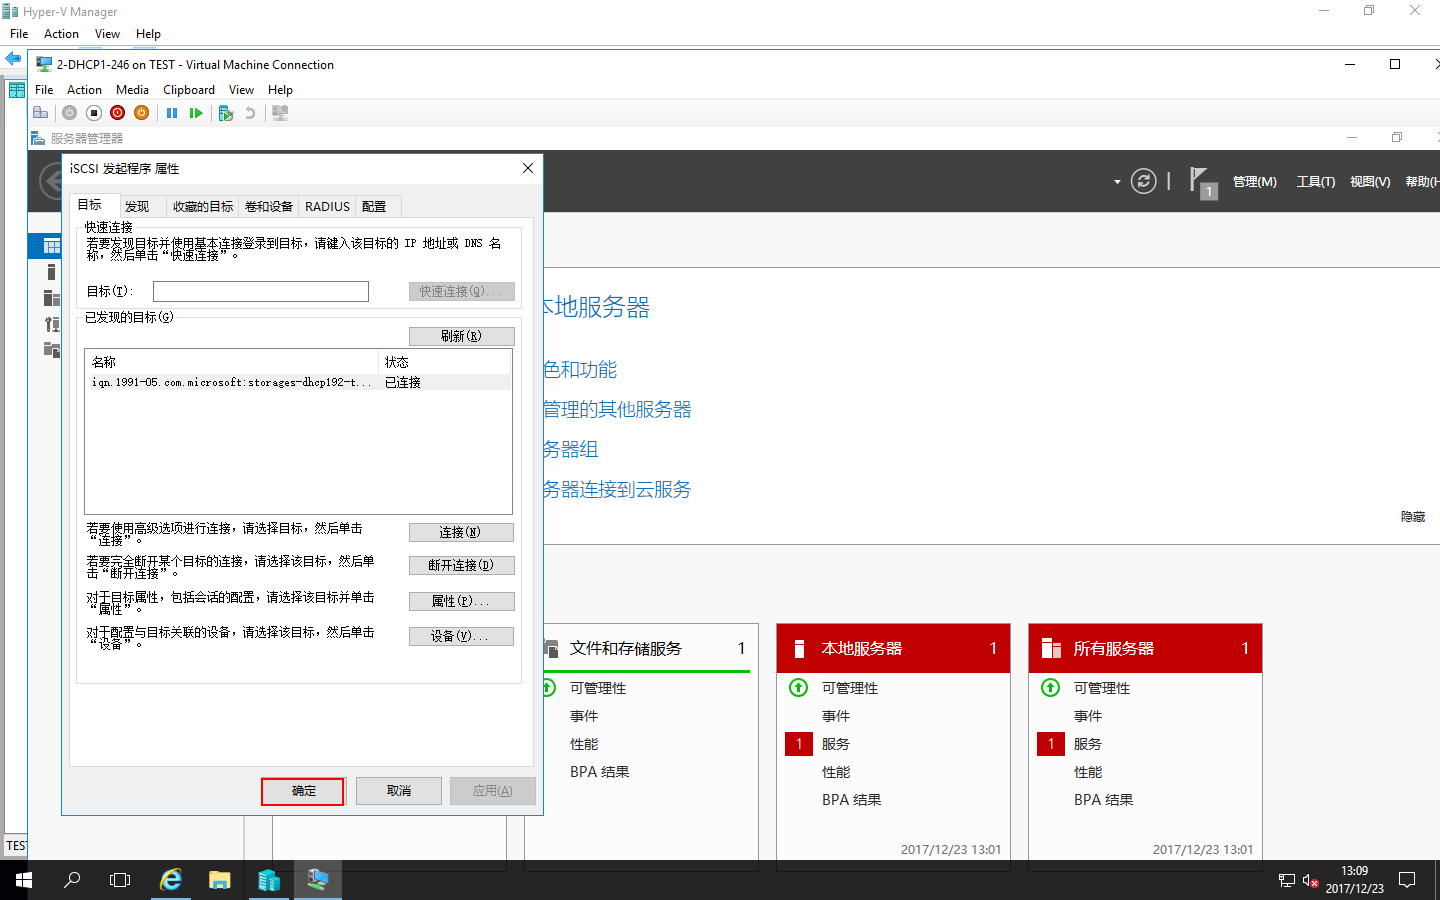 Hyper-V Manager
File Action View Help
2-DHCP1-246 on TEST - Virtual Machine Connection
File Action Media Clipboard View Help
服务器管理器
iSCSI 发起程序 属性
1
管理(M) 工具(T) 视图(V) 帮助(H
目标 发现 收藏的目标 卷和设备 RADIUS 配置
快速连接
若要发现目标并使用基本连接登录到目标，请键入该目标的 IP 地址或 DNS 名
称，然后单击“快速连接”。
目标(T):
快速连接(Q)...
已发现的目标(G)
刷新(R)
名称 状态
iqn.1991-05.com.microsoft:storages-dhcp192-t... 已连接
若要使用高级选项进行连接，请选择目标，然后单击
“连接”。
连接(N)
若要完全断开某个目标的连接，请选择该目标，然后单
击“断开连接”。
断开连接(D)
对于目标属性，包括会话的配置，请选择该目标并单击
“属性”。
属性(P)...
对于配置与目标关联的设备，请选择该目标，然后单击
“设备”。
设备(V)...
确定 取消 应用(A)
本地服务器
色和功能
管理的其他服务器
务器组
务器连接到云服务
隐藏
文件和存储服务 1
可管理性
事件
性能
BPA 结果
本地服务器 1
可管理性
事件
1 服务
性能
BPA 结果
2017/12/23 13:01
所有服务器 1
可管理性
事件
1 服务
性能
BPA 结果
2017/12/23 13:01
TEST
13:09
2017/12/23